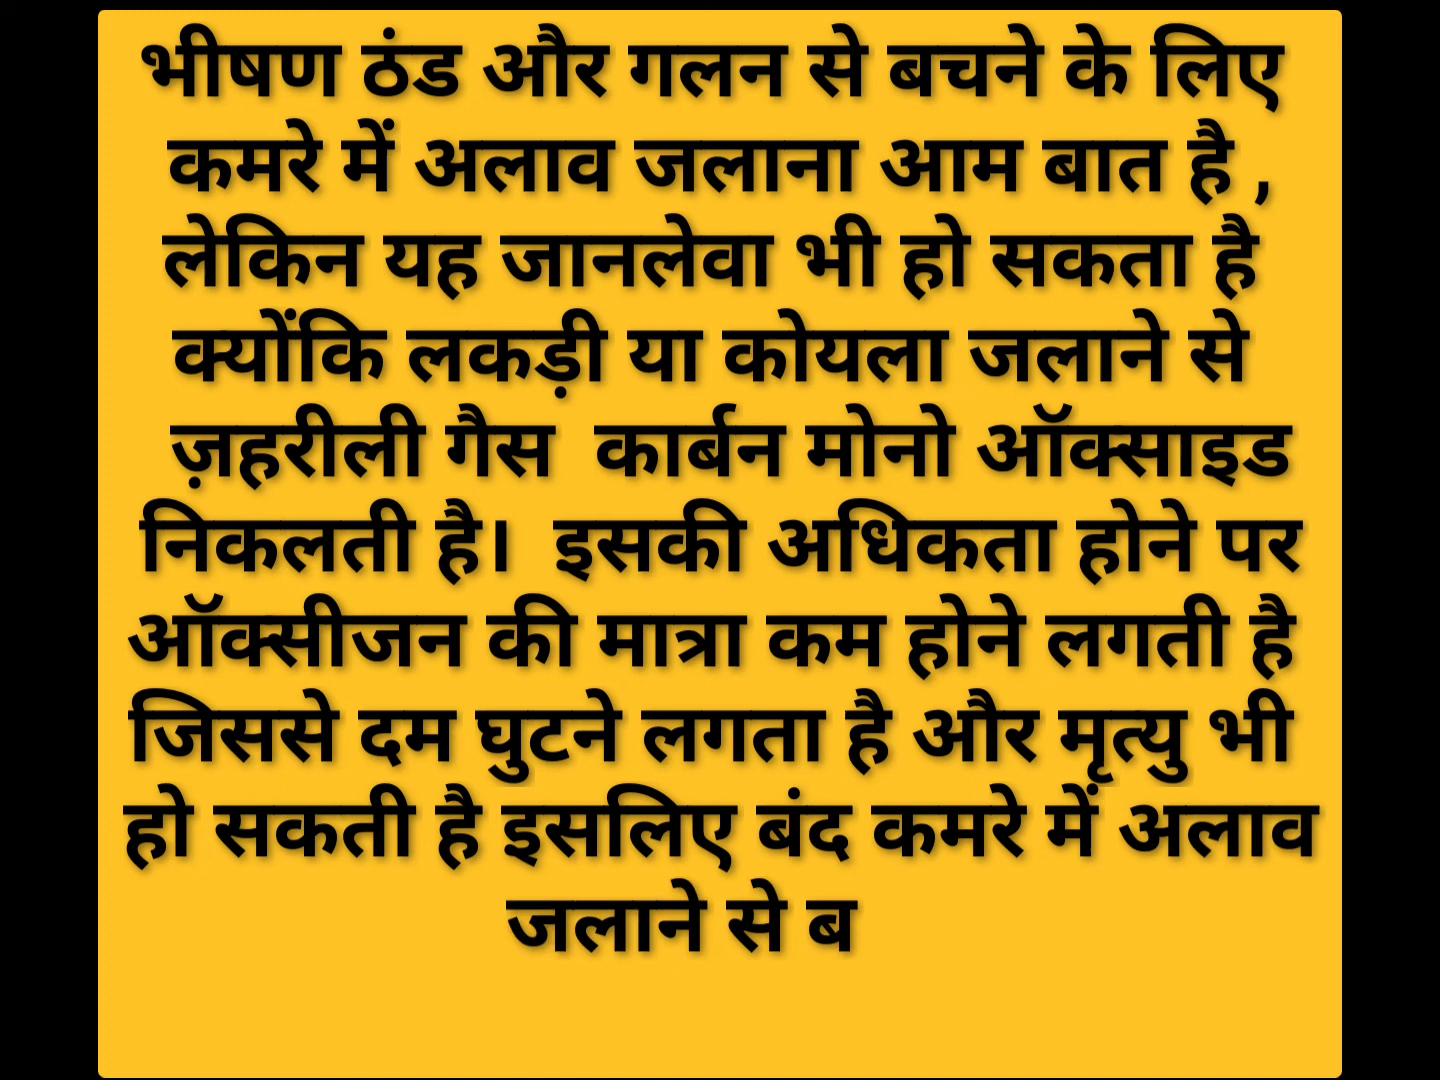 भीषण ठंड और गलन से बचने के लिए
कमरे में अलाव जलाना आम बात है ,
लेकिन यह जानलेवा भी हो सकता है
क्योंकि लकड़ी या कोयला जलाने से
ज़हरीली गैस  कार्बन मोनो ऑक्साइड
निकलती है।  इसकी अधिकता होने पर
ऑक्सीजन की मात्रा कम होने लगती है
जिससे दम घुटने लगता है और मृत्यु भी
हो सकती है इसलिए बंद कमरे में अलाव
जलाने से ब